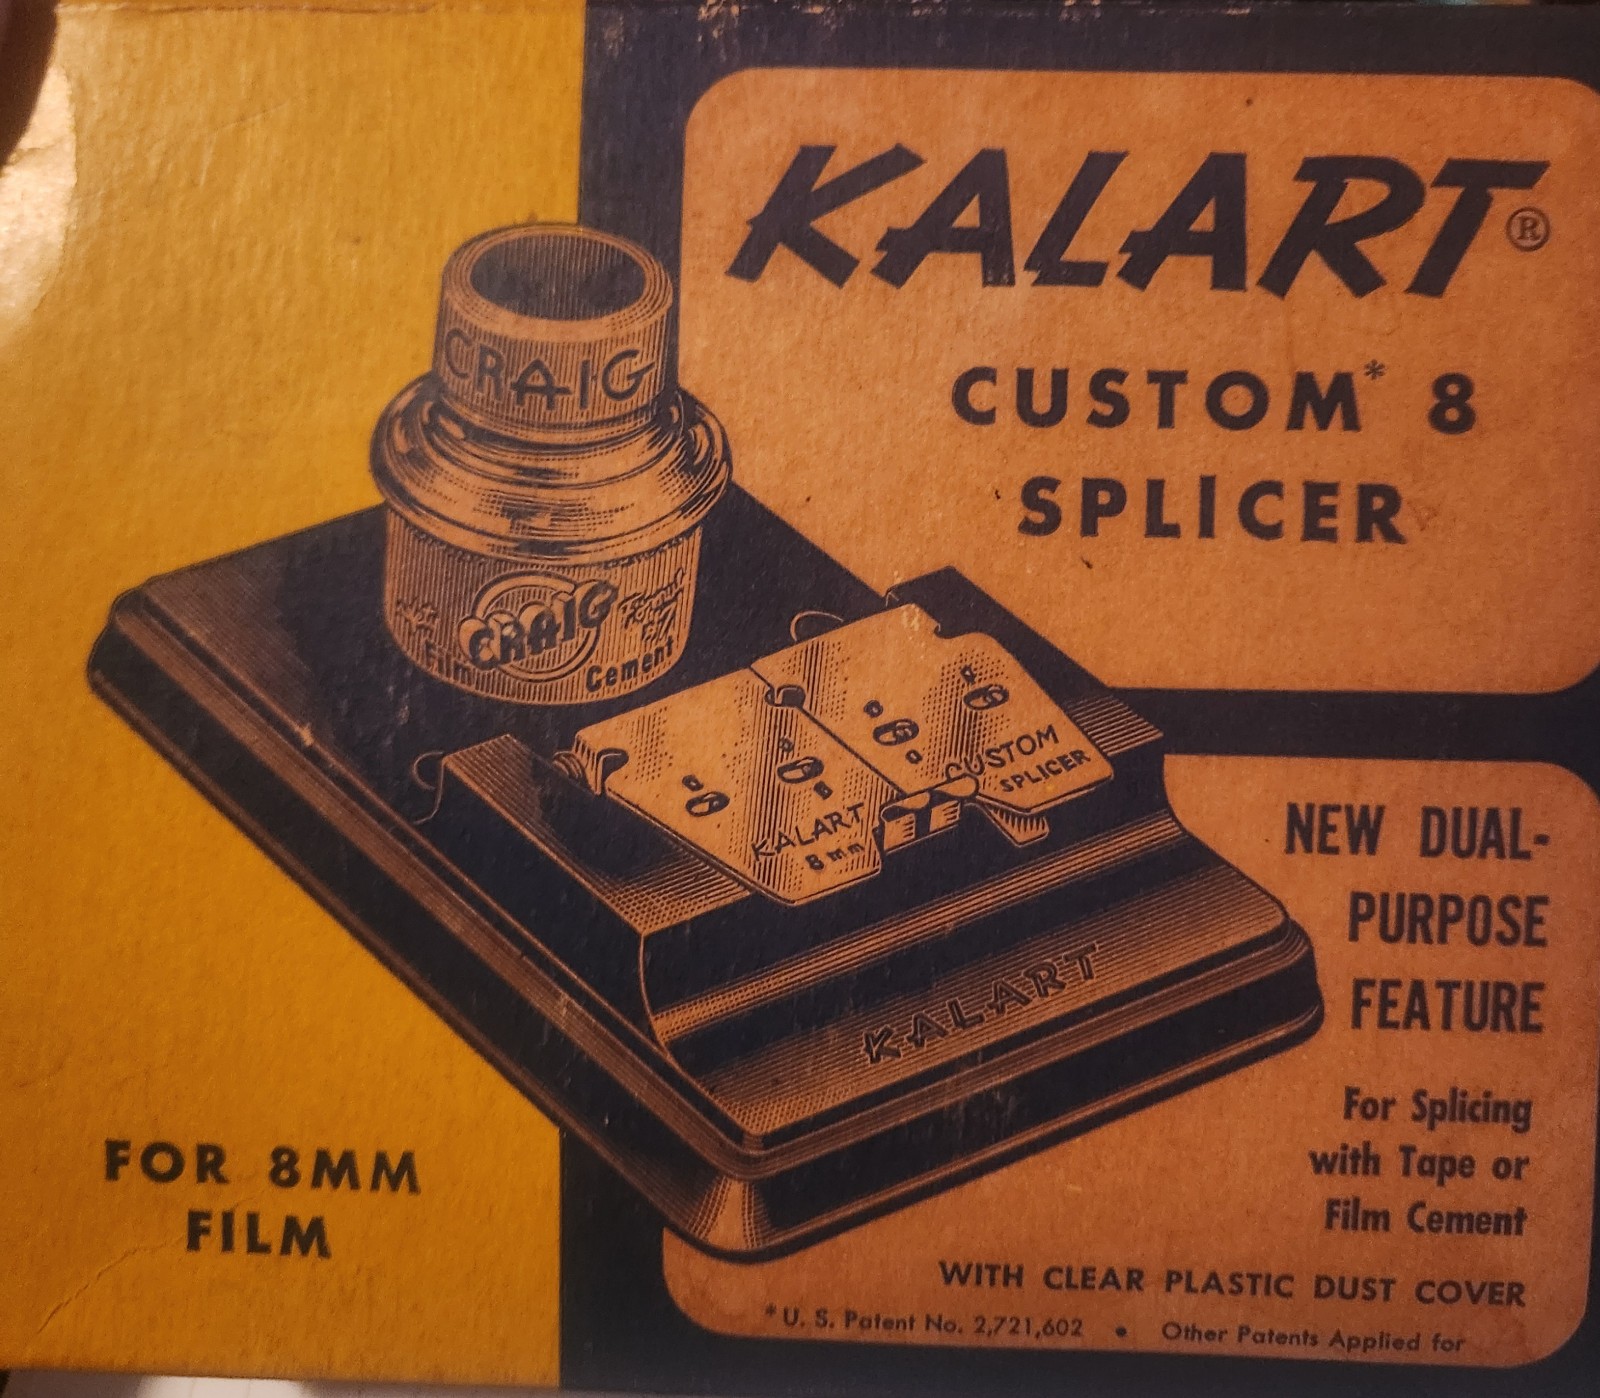 KALART®
CUSTOM* 8
SPLICER
CRAIG
CRAIG
Film
Cement
KALART
8mm
CUSTOM
SPLICER
KALART
NEW DUAL-
PURPOSE
FEATURE
For Splicing
with Tape or
Film Cement
FOR 8MM
FILM
WITH CLEAR PLASTIC DUST COVER
*U. S. Patent No. 2,721,602 • Other Patents Applied for